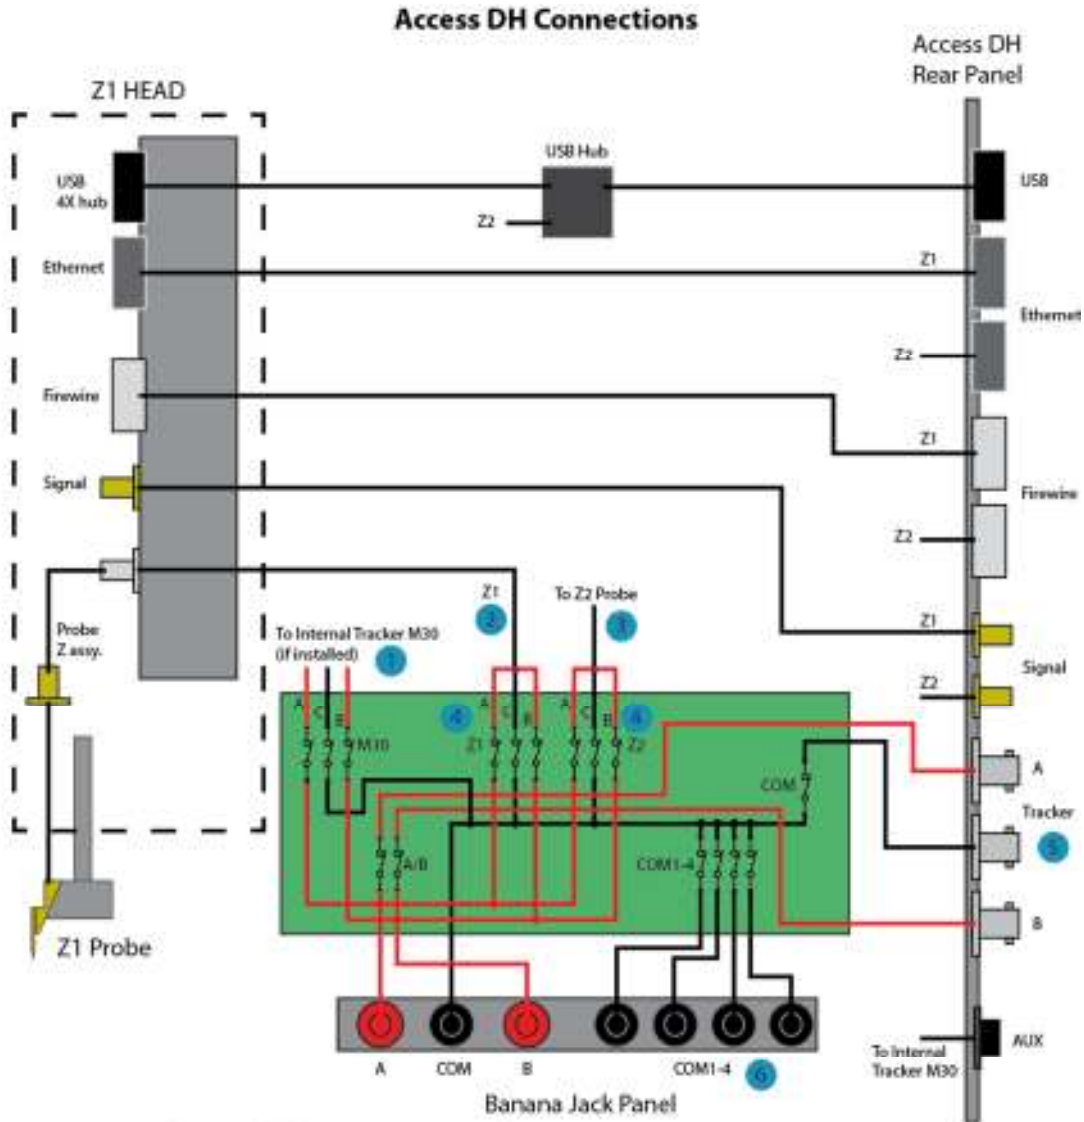 Access DH Connections
Access DH
Rear Panel
Z1 HEAD
USB Hub
USB
4X hub
USB
Z2
Ethernet
Z1
Ethernet
Z2
Firewire
Z1
Signal
Firewire
Z2
Z1
To Z2 Probe
2
3
Z1
Probe
Z assy.
To Internal Tracker M30
(if installed)
1
Signal
Z2
A
C
B
4
A
C
B
A
C
B
4
M30
Z1
Z2
A
COM
Tracker
5
A/B
COM1-4
B
Z1 Probe
AUX
To Internal
Tracker M30
A
COM
B
COM1-4
6
Banana Jack Panel